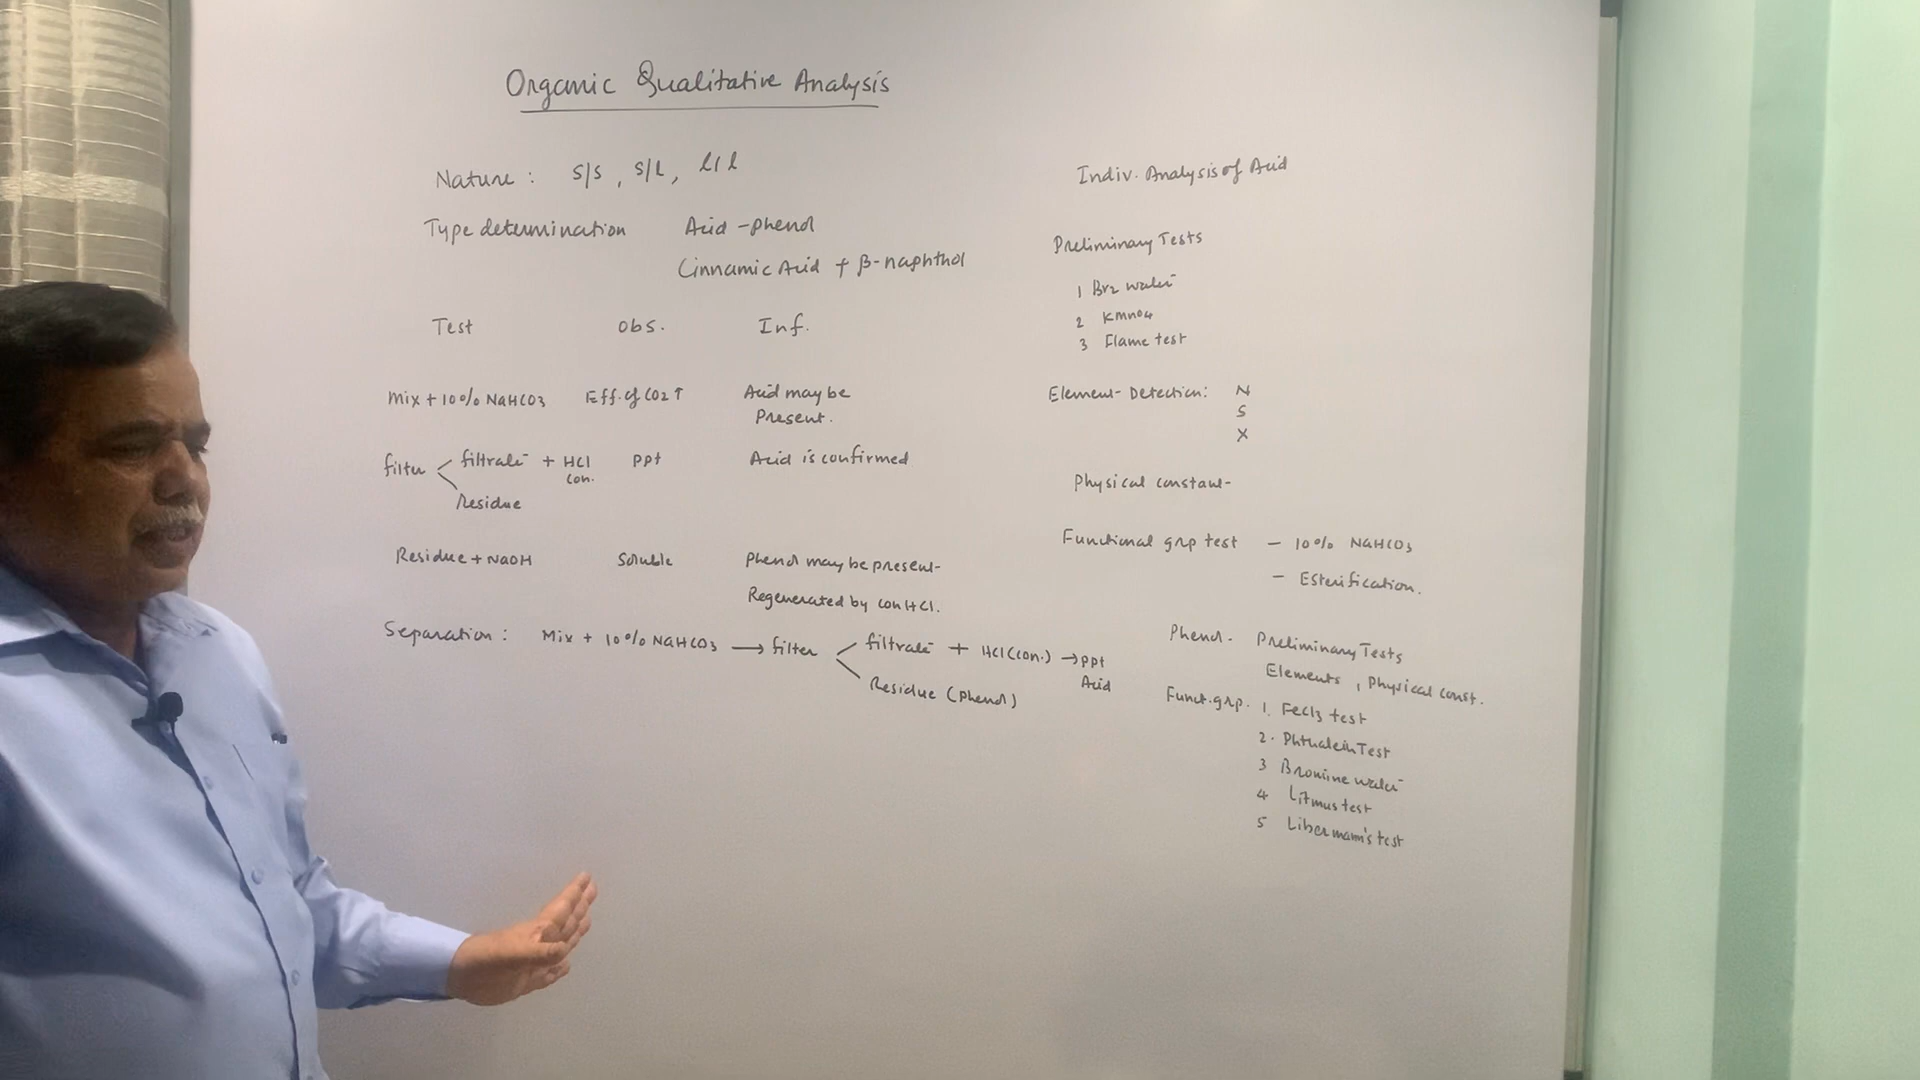 Organic Qualitative Analysis
Nature : s/s , s/l , l/l
Type determination Acid - phenol
Cinnamic Acid + β-naphthol
Test Obs. Inf.
Mix + 10% NaHCO3 Eff. of CO2 ↑ Acid may be
present.
filter filtrate + HCl ppt Acid is confirmed
con.
Residue
Residue + NaOH Soluble Phenol may be present
Regenerated by con HCl.
Separation : Mix + 10% NaHCO3 → filter filtrate + HCl (con.) → ppt
Acid
Residue (Phenol)
Indiv. Analysis of Acid
Preliminary Tests
1 Br2 water
2 KMnO4
3 Flame test
Element Detection : N
S
X
Physical constant
Functional grp test - 10% NaHCO3
- Esterification.
Phenol - Preliminary Tests
Elements , Physical const.
Funct. grp. 1. FeCl3 test
2. Phthalein Test
3 Bromine water
4 Litmus test
5 Libermann's test